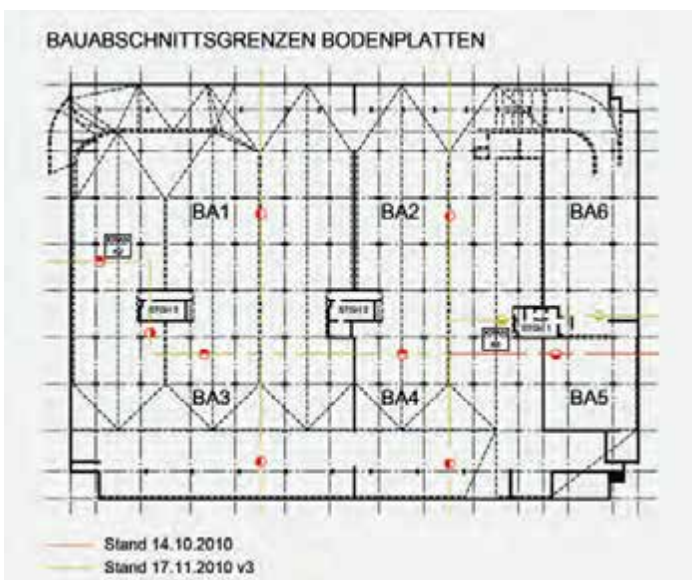 BAUABSCHNITTSGRENZEN BODENPLATTEN
BA1
BA2
BA6
BA3
BA4
BA5
Stand 14.10.2010
Stand 17.11.2010 v3